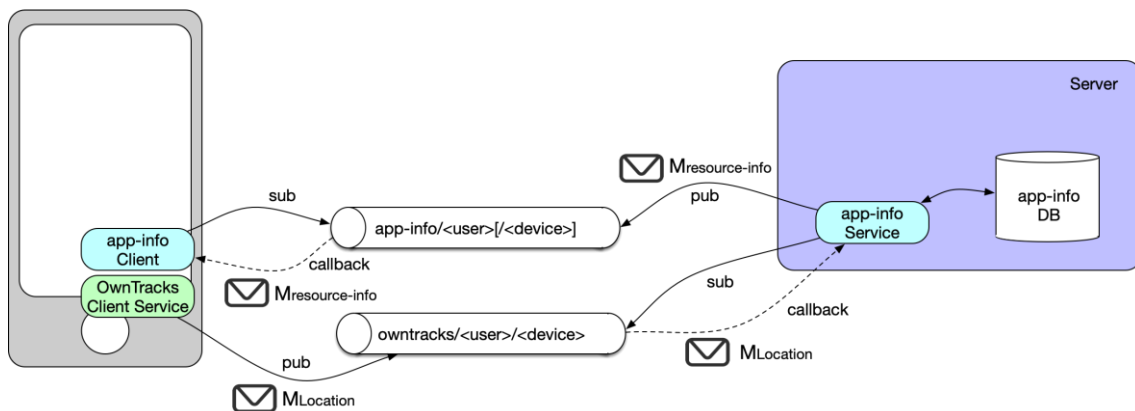 Server
Mresource-info
pub
sub
app-info/<user>[/<device>]
app-info
Service
app-info
DB
app-info
Client
callback
Mresource-info
OwnTracks
Client Service
sub
callback
owntracks/<user>/<device>
pub
MLocation
MLocation